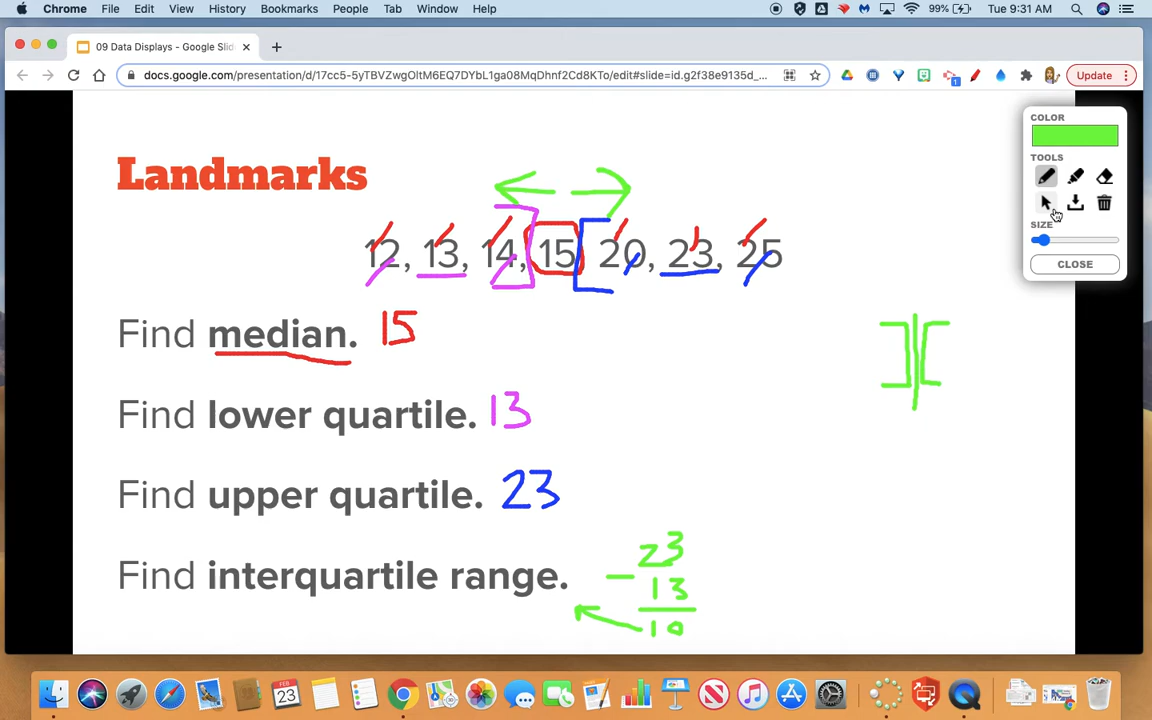 Chrome File Edit View History Bookmarks People Tab Window Help 99% Tue 9:31 AM
09 Data Displays - Google Slid
docs.google.com/presentation/d/17cc5-5yTBVZwgOltM6EQ7DYbL1ga08MqDhnf2Cd8KTo/edit#slide=id.g2f38e9135d_... 1 Update
COLOR
TOOLS
SIZE
CLOSE
Landmarks
12, 13, 14, 15 20, 23, 25
Find median. 15
Find lower quartile. 13
Find upper quartile. 23
Find interquartile range.
23
- 13
10
FEB
23